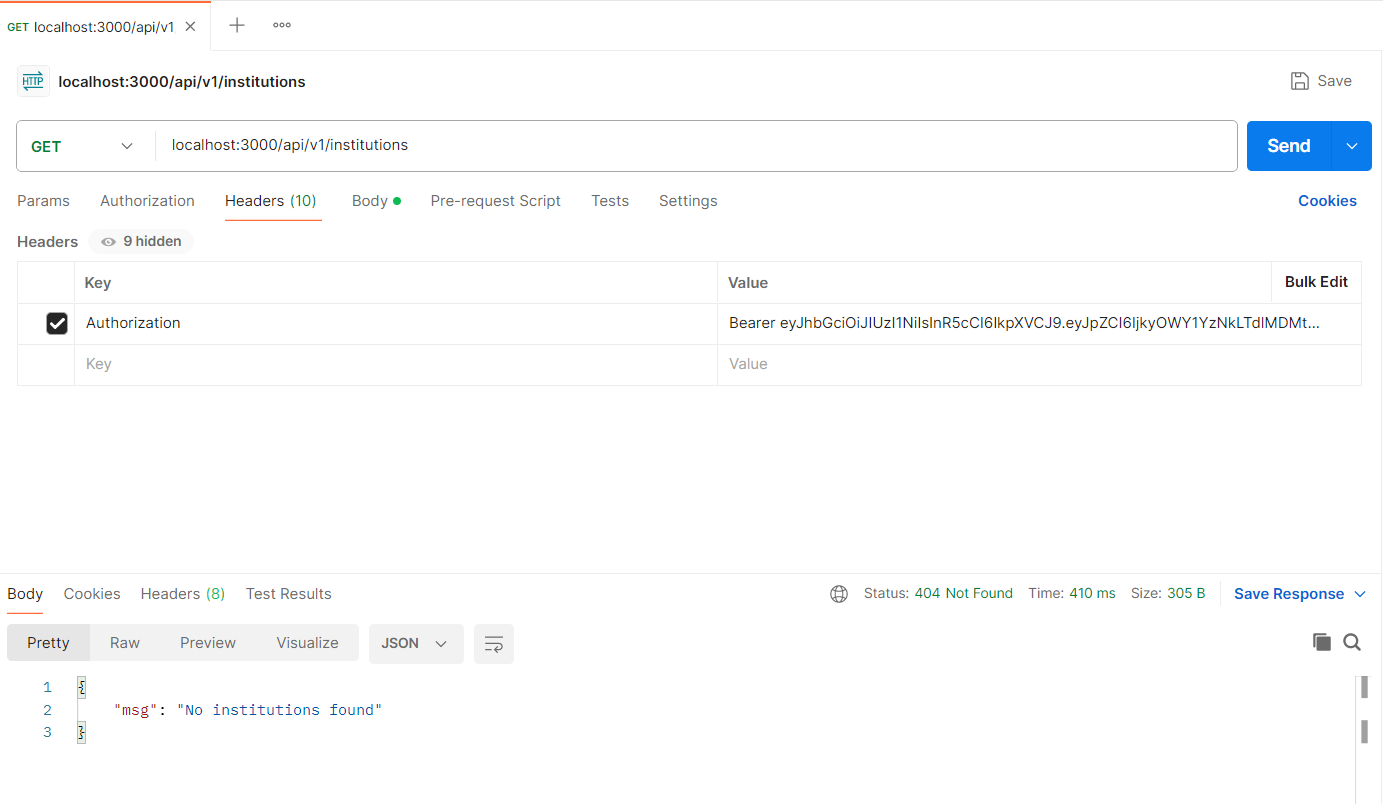 GET localhost:3000/api/v1
HTTP localhost:3000/api/v1/institutions
Save
GET
localhost:3000/api/v1/institutions
Send
Params
Authorization
Headers (10)
Body
Pre-request Script
Tests
Settings
Cookies
Headers
9 hidden
Key
Value
Bulk Edit
Authorization
Bearer eyJhbGciOiJIUzI1NiIsInR5cCI6IkpXVCJ9.eyJpZCI6IjkyOWY1YzNkLTdlMDMt...
Key
Value
Body
Cookies
Headers (8)
Test Results
Status: 404 Not Found
Time: 410 ms
Size: 305 B
Save Response
Pretty
Raw
Preview
Visualize
JSON
1 {
2 "msg": "No institutions found"
3 }